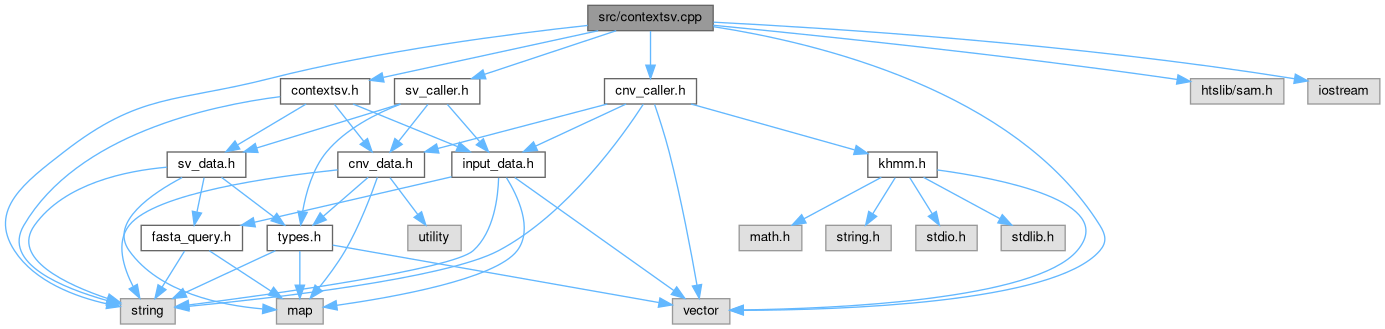 src/contextsv.cpp
contextsv.h
sv_caller.h
cnv_caller.h
htslib/sam.h
iostream
sv_data.h
cnv_data.h
input_data.h
khmm.h
fasta_query.h
types.h
utility
math.h
string.h
stdio.h
stdlib.h
string
map
vector